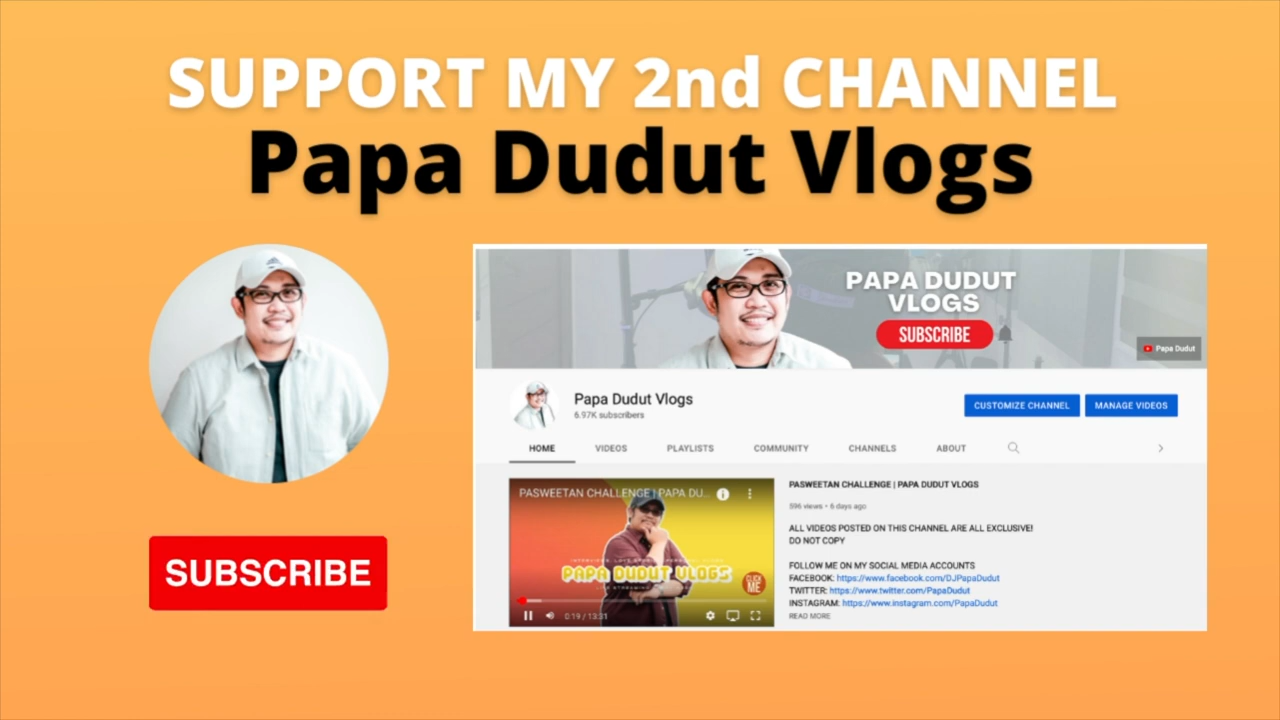 SUPPORT MY 2nd CHANNEL
Papa Dudut Vlogs
PAPA DUDUT
VLOGS
SUBSCRIBE
Papa Dudut
Papa Dudut Vlogs
6.97K subscribers
CUSTOMIZE CHANNEL
MANAGE VIDEOS
HOME VIDEOS PLAYLISTS COMMUNITY CHANNELS ABOUT
PASWEETAN CHALLENGE | PAPA DU...
PAPA DUDUT VLOGS
CLICK
ME
0:19 / 13:31
PASWEETAN CHALLENGE | PAPA DUDUT VLOGS
596 views • 6 days ago
ALL VIDEOS POSTED ON THIS CHANNEL ARE ALL EXCLUSIVE!
DO NOT COPY
FOLLOW ME ON MY SOCIAL MEDIA ACCOUNTS
FACEBOOK: https://www.facebook.com/DJPapaDudut
TWITTER: https://www.twitter.com/PapaDudut
INSTAGRAM: https://www.instagram.com/PapaDudut
READ MORE
SUBSCRIBE